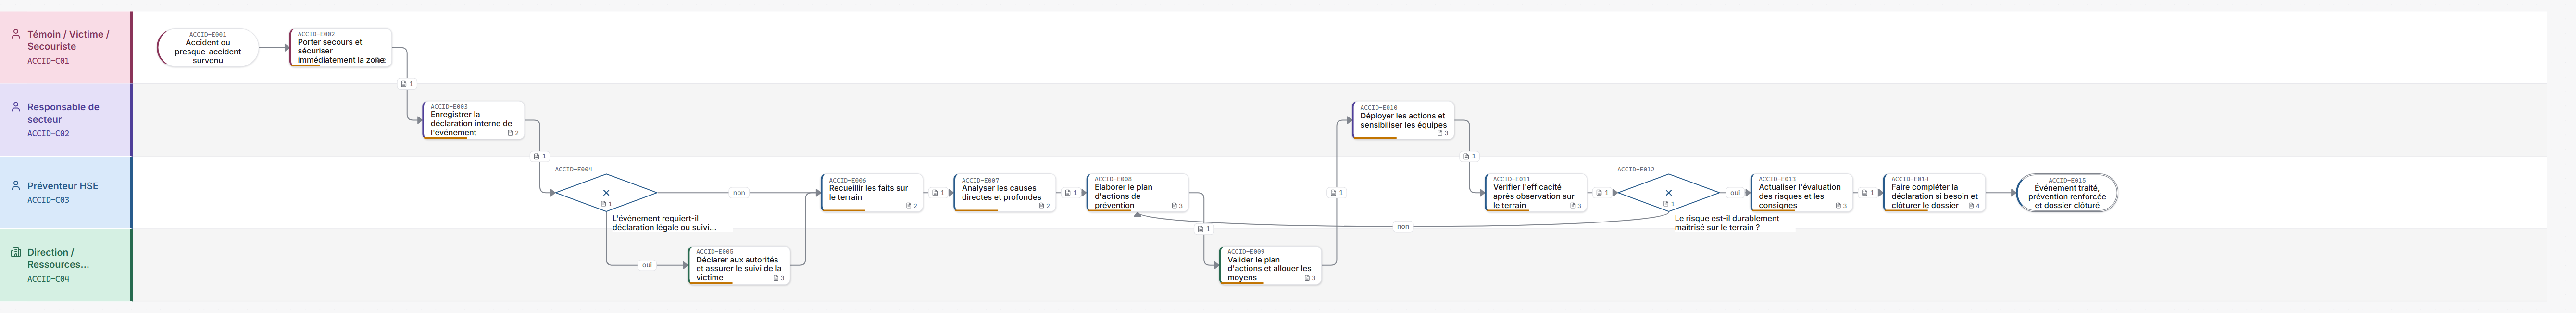 Témoin / Victime /
Secouriste
ACCID-C01
ACCID-E001
Accident ou
presque-accident
survenu
ACCID-E002
Porter secours et
sécuriser
immédiatement la zone
1
Responsable de
secteur
ACCID-C02
ACCID-E003
Enregistrer la
déclaration interne de
l'événement
2
1
ACCID-E010
Déployer les actions et
sensibiliser les équipes
3
1
Préventeur HSE
ACCID-C03
ACCID-E004
1
L'événement requiert-il
déclaration légale ou suivi...
non
ACCID-E006
Recueillir les faits sur
le terrain
2
1
ACCID-E007
Analyser les causes
directes et profondes
2
1
ACCID-E008
Élaborer le plan
d'actions de
prévention
3
1
1
ACCID-E011
Vérifier l'efficacité
après observation sur
le terrain
3
1
ACCID-E012
1
Le risque est-il durablement
maîtrisé sur le terrain ?
non
oui
ACCID-E013
Actualiser l'évaluation
des risques et les
consignes
3
1
ACCID-E014
Faire compléter la
déclaration si besoin et
clôturer le dossier
4
ACCID-E015
Événement traité,
prévention renforcée
et dossier clôturé
Direction /
Ressources...
ACCID-C04
oui
ACCID-E005
Déclarer aux autorités
et assurer le suivi de la
victime
3
ACCID-E009
Valider le plan
d'actions et allouer les
moyens
3